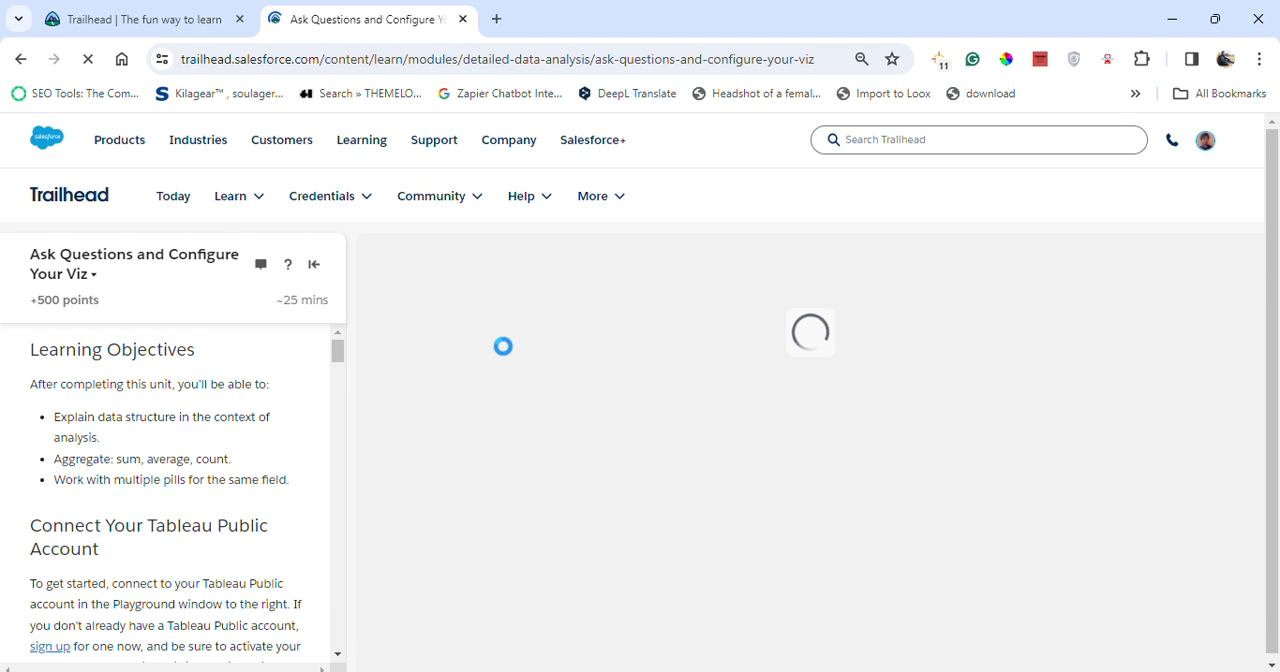 Trailhead | The fun way to learn
Ask Questions and Configure Yo
trailhead.salesforce.com/content/learn/modules/detailed-data-analysis/ask-questions-and-configure-your-viz
11
SEO Tools: The Com...
Kilagear™ , soulager...
Search » THEMELO...
Zapier Chatbot Inte...
DeepL Translate
Headshot of a femal...
Import to Loox
download
»
All Bookmarks
salesforce
Products
Industries
Customers
Learning
Support
Company
Salesforce+
Search Trailhead
Trailhead
Today
Learn
Credentials
Community
Help
More
Ask Questions and Configure
Your Viz
?
+500 points
~25 mins
Learning Objectives
After completing this unit, you'll be able to:
• Explain data structure in the context of
analysis.
• Aggregate: sum, average, count.
• Work with multiple pills for the same field.
Connect Your Tableau Public
Account
To get started, connect to your Tableau Public
account in the Playground window to the right. If
you don't already have a Tableau Public account,
sign up for one now, and be sure to activate your